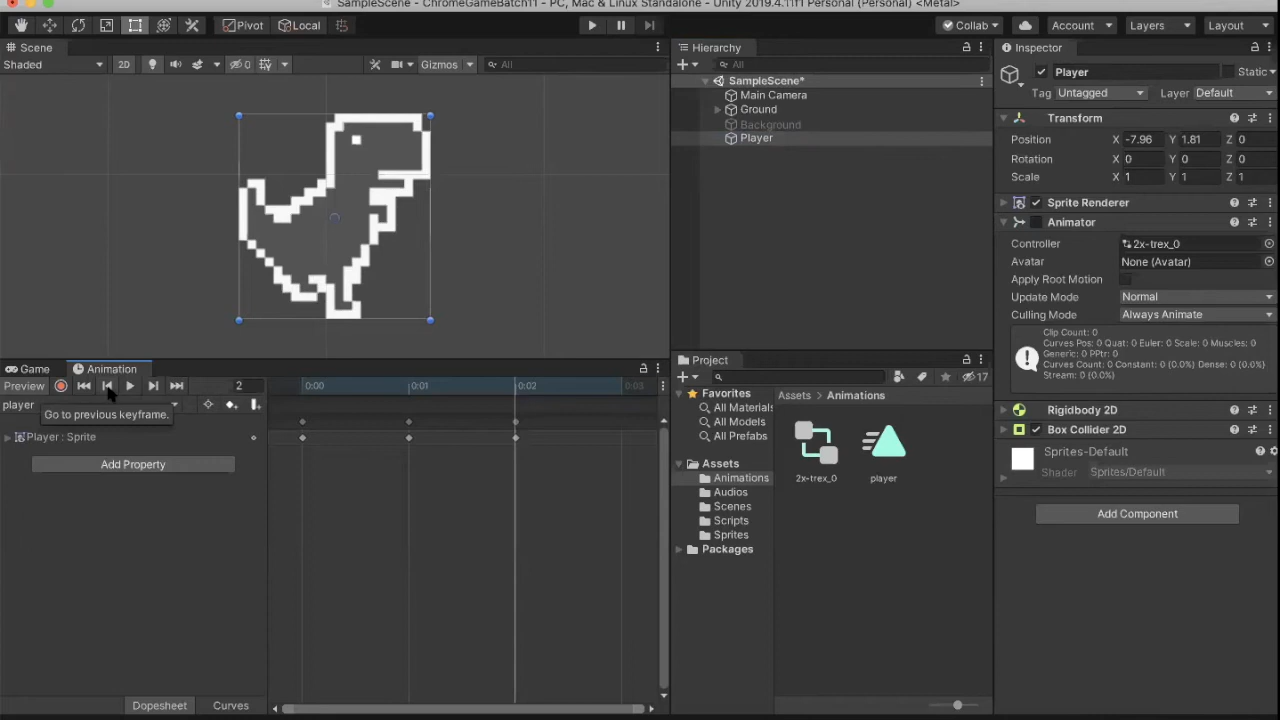 SampleScene - ChromeGameBatch11 - PC, Mac & Linux Standalone - Unity 2019.4.11f1 Personal (Personal) <Metal>
Pivot Local Collab Account Layers Layout
Scene
Shaded 2D 0 Gizmos All
Hierarchy
All
SampleScene*
Main Camera
Ground
Background
Player
Inspector
Player Static
Tag Untagged Layer Default
Transform
Position X -7.96 Y 1.81 Z 0
Rotation X 0 Y 0 Z 0
Scale X 1 Y 1 Z 1
Sprite Renderer
Animator
Controller 2x-trex_0
Avatar None (Avatar)
Apply Root Motion
Update Mode Normal
Culling Mode Always Animate
Clip Count: 0
Curves Pos: 0 Quat: 0 Euler: 0 Scale: 0 Muscles: 0
Generic: 0 PPtr: 0
Curves Count: 0 Constant: 0 (0.0%) Dense: 0 (0.0%)
Stream: 0 (0.0%)
Rigidbody 2D
Box Collider 2D
Sprites-Default
Shader Sprites/Default
Add Component
Game Animation
Preview 2 0:00 0:01 0:02 0:03
player
Go to previous keyframe.
Player : Sprite
Add Property
Dopesheet Curves
Project
17
Favorites
All Materials
All Models
All Prefabs
Assets
Animations
Audios
Scenes
Scripts
Sprites
Packages
Assets > Animations
2x-trex_0 player